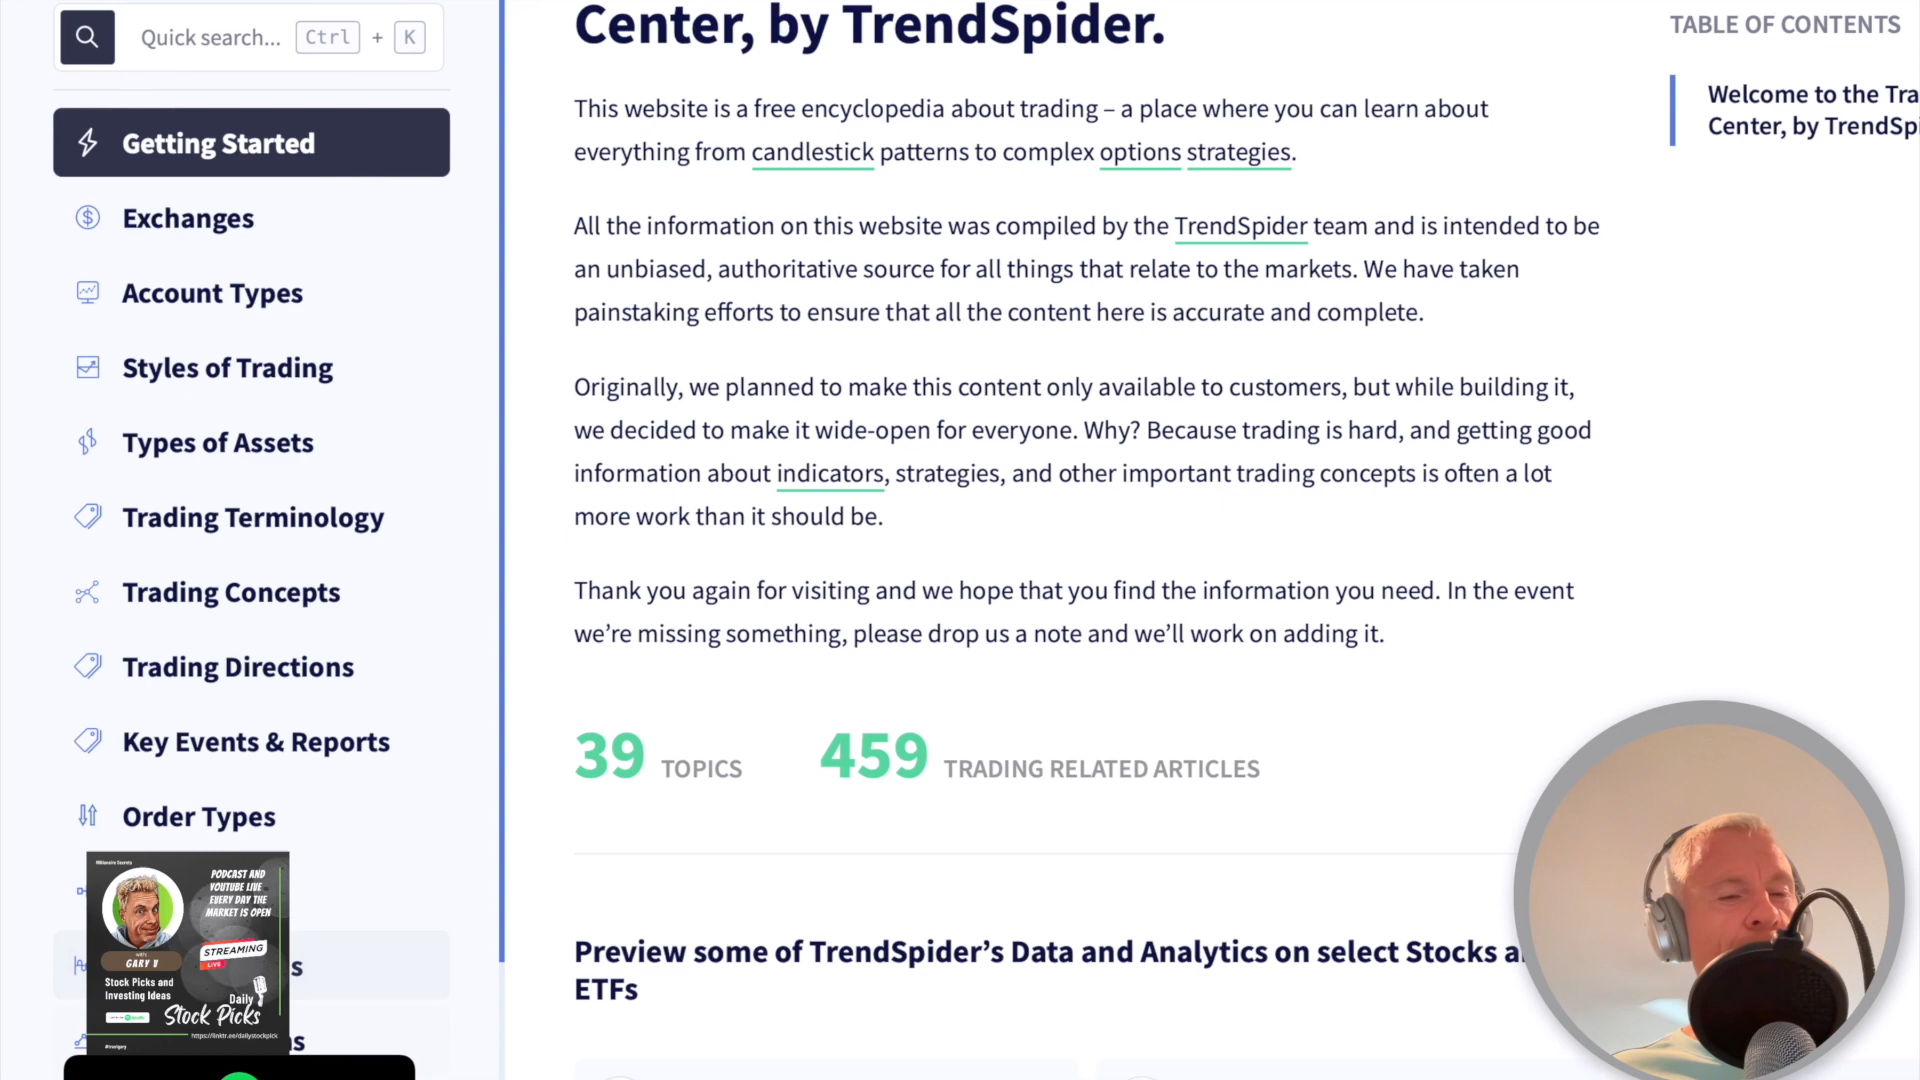 Quick search... Ctrl + K
Getting Started
Exchanges
Account Types
Styles of Trading
Types of Assets
Trading Terminology
Trading Concepts
Trading Directions
Key Events & Reports
Order Types
s
ns
PODCAST AND
YOUTUBE LIVE
EVERY DAY THE
MARKET IS OPEN
STREAMING
LIVE
with
GARY V
Stock Picks and
Investing Ideas
Daily
Stock Picks
https://linktr.ee/dailystockpick
Center, by TrendSpider.
This website is a free encyclopedia about trading – a place where you can learn about
everything from candlestick patterns to complex options strategies.
All the information on this website was compiled by the TrendSpider team and is intended to be
an unbiased, authoritative source for all things that relate to the markets. We have taken
painstaking efforts to ensure that all the content here is accurate and complete.
Originally, we planned to make this content only available to customers, but while building it,
we decided to make it wide-open for everyone. Why? Because trading is hard, and getting good
information about indicators, strategies, and other important trading concepts is often a lot
more work than it should be.
Thank you again for visiting and we hope that you find the information you need. In the event
we’re missing something, please drop us a note and we’ll work on adding it.
39 TOPICS 459 TRADING RELATED ARTICLES
Preview some of TrendSpider’s Data and Analytics on select Stocks a
ETFs
TABLE OF CONTENTS
Welcome to the Tra
Center, by TrendSpi